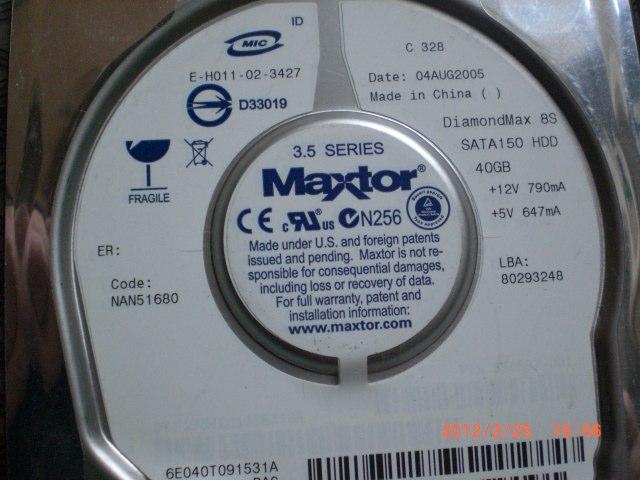 ID
MIC
E-H011-02-3427
D33019
FRAGILE
ER:
Code:
NAN51680
C 328
Date: 04AUG2005
Made in China ( )
DiamondMax 8S
SATA150 HDD
40GB
+12V 790mA
+5V 647mA
LBA:
80293248
3.5 SERIES
Maxtor®
CE c RU® us N256
Made under U.S. and foreign patents
issued and pending. Maxtor is not re-
sponsible for consequential damages,
including loss or recovery of data.
For full warranty, patent and
installation information:
www.maxtor.com
2012/2/25
6E040T091531A